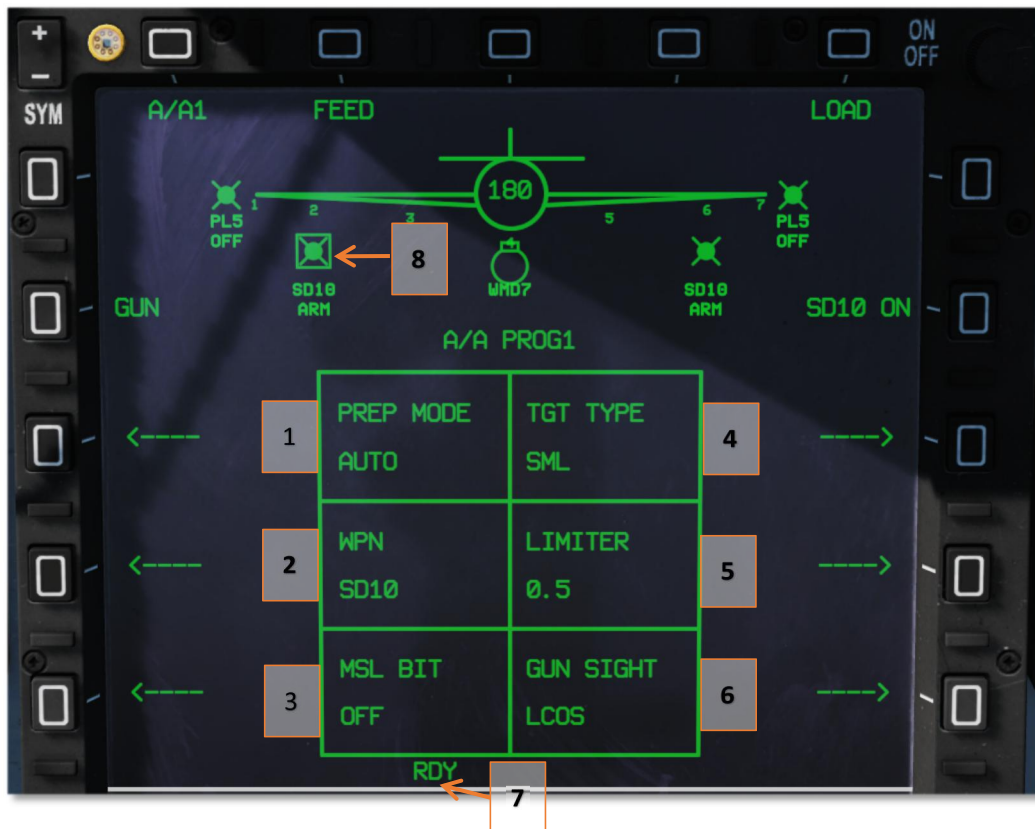 +
-
SYM
ON
OFF
A/A1 FEED LOAD
180
1 2 3 5 6 7
PL5
OFF
PL5
OFF
8
SD10
ARM
WMD7
SD10
ARM
GUN
SD10 ON
A/A PROG1
1
PREP MODE
AUTO
TGT TYPE
SML
4
2
WPN
SD10
LIMITER
0.5
5
3
MSL BIT
OFF
GUN SIGHT
LCOS
6
RDY
7